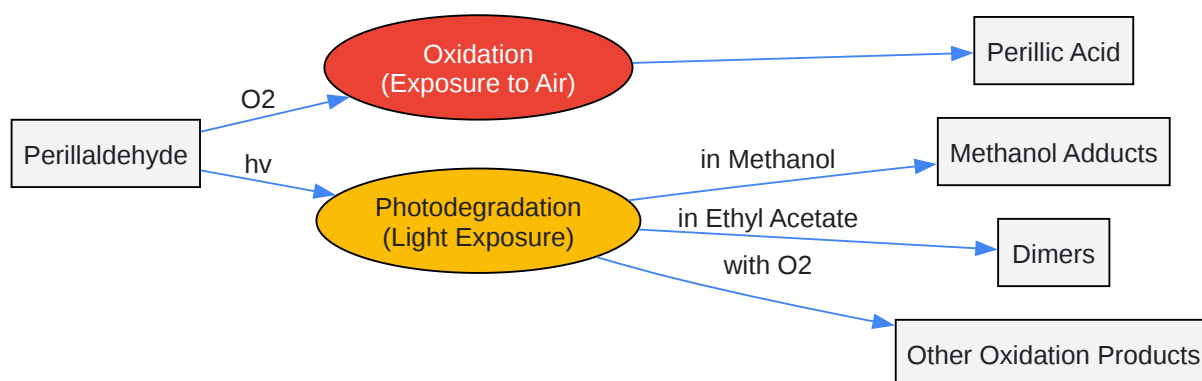 Oxidation
(Exposure to Air)
Perillic Acid
O2
Perillaldehyde
hv
in Methanol
Methanol Adducts
Photodegradation
(Light Exposure)
in Ethyl Acetate
Dimers
with O2
Other Oxidation Products